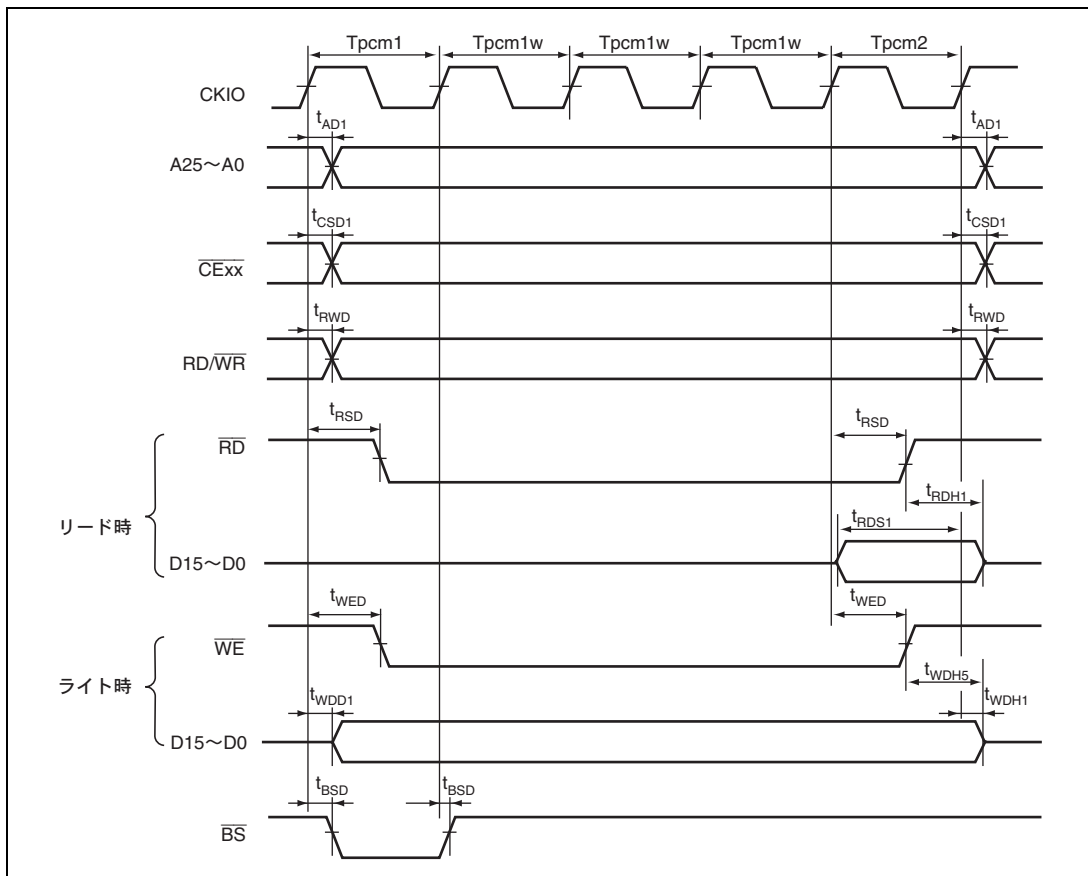 Tpcm1 Tpcm1w Tpcm1w Tpcm1w Tpcm2
CKIO
tAD1 tAD1
A25～A0
tCSD1 tCSD1
CExx
tRWD tRWD
RD/WR
tRSD tRSD
RD
tRDH1
tRDS1
リード時
D15～D0
tWED tWED
WE
tWDH5
ライト時
tWDD1 tWDH1
D15～D0
tBSD tBSD
BS